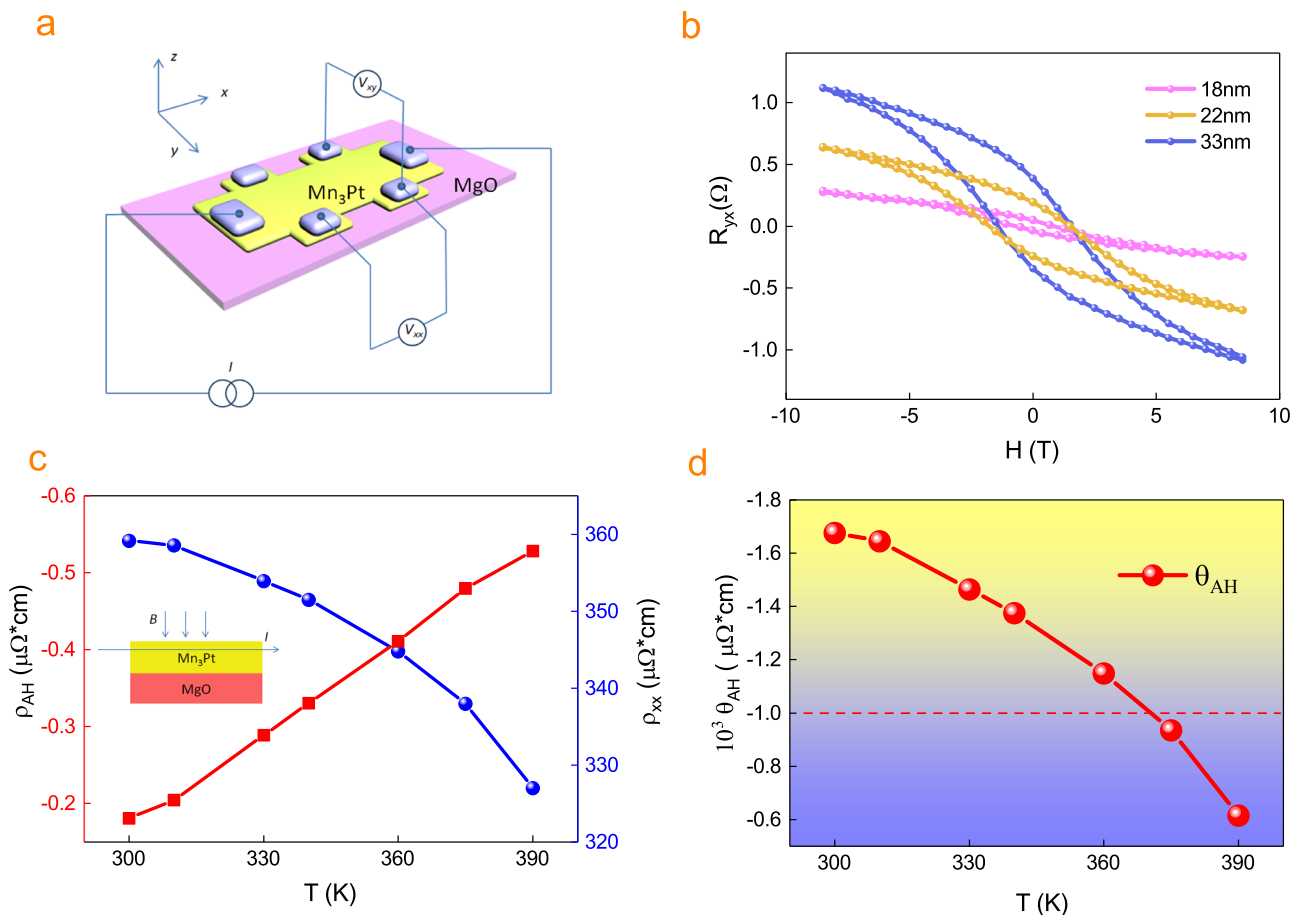 a
z
x
y
V_xy
Mn₃Pt
MgO
V_xx
I
b
18nm
22nm
33nm
1.0
0.5
0.0
-0.5
-1.0
R_yx(Ω)
-10
-5
0
5
10
H (T)
c
-0.6
-0.5
-0.4
-0.3
-0.2
ρ_AH (μΩ*cm)
B
I
Mn₃Pt
MgO
360
350
340
330
320
ρ_xx (μΩ*cm)
300
330
360
390
T (K)
d
-1.8
-1.6
-1.4
-1.2
-1.0
-0.8
-0.6
10³ θ_AH ( μΩ*cm)
θ_AH
300
330
360
390
T (K)